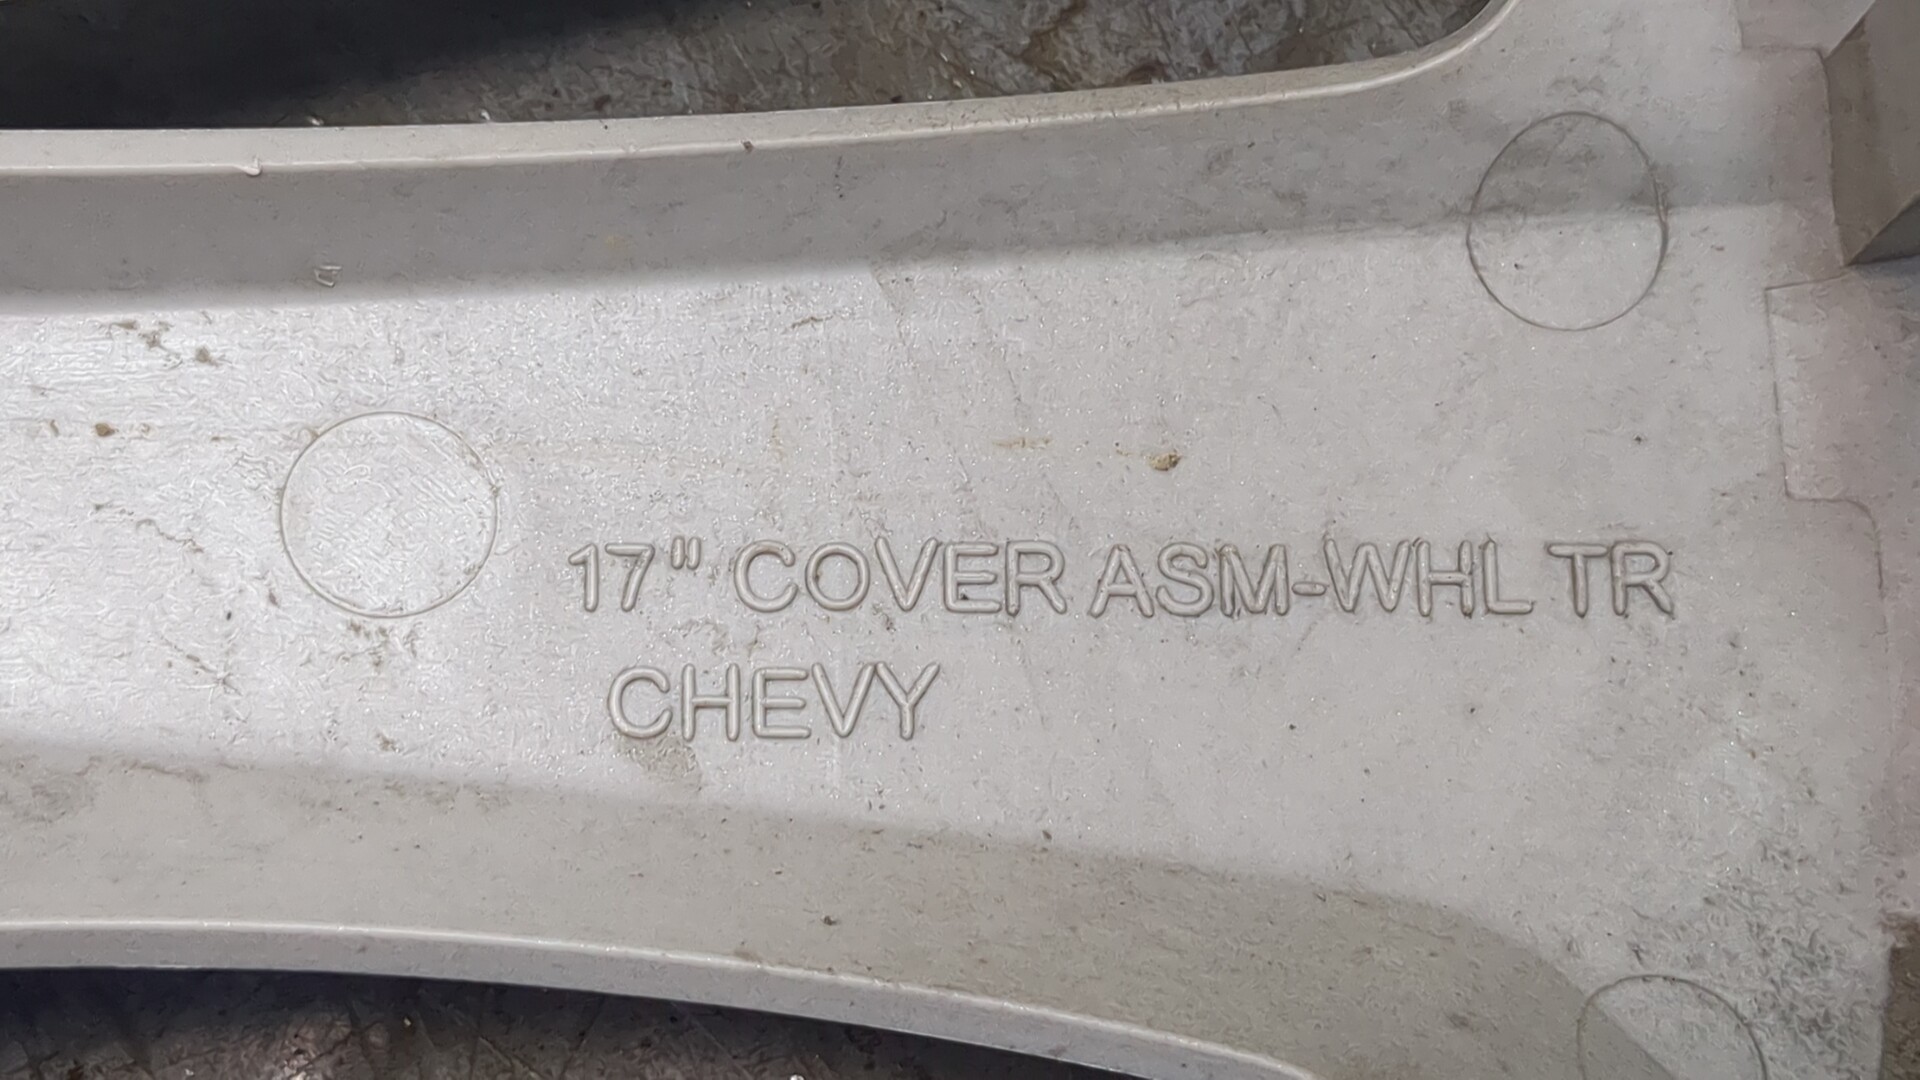 17" COVER ASM-WHL TR
CHEVY